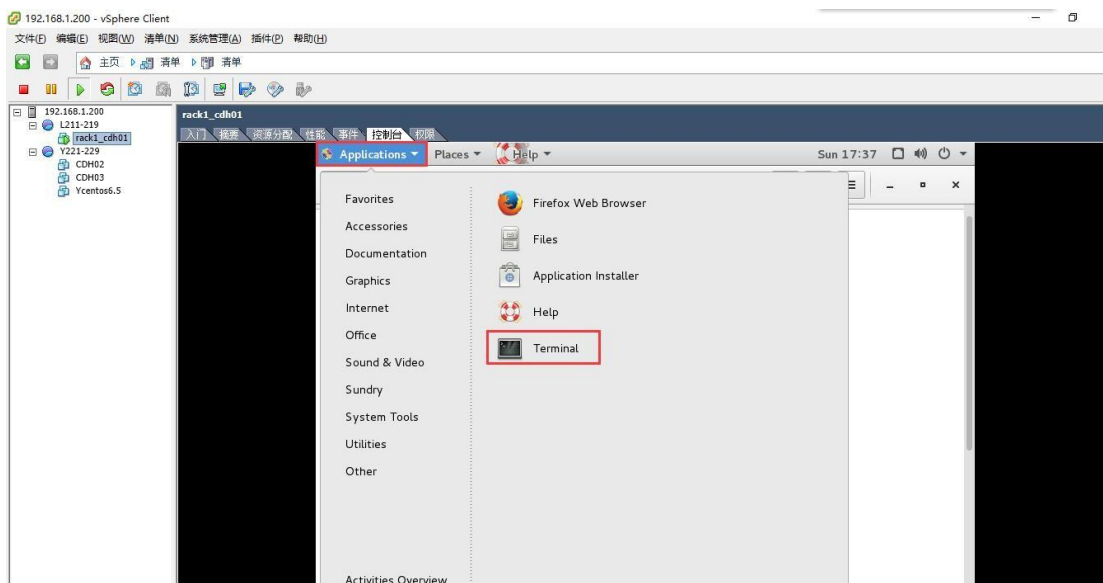 192.168.1.200 - vSphere Client
文件(F) 编辑(E) 视图(W) 清单(N) 系统管理(A) 插件(P) 帮助(H)
主页 清单 清单
192.168.1.200
L211-219
rack1_cdh01
Y221-229
CDH02
CDH03
Ycentos6.5
rack1_cdh01
入门 摘要 资源分配 性能 事件 控制台 权限
Applications Places Help Sun 17:37
Favorites
Accessories
Documentation
Graphics
Internet
Office
Sound & Video
Sundry
System Tools
Utilities
Other
Activities Overview
Firefox Web Browser
Files
Application Installer
Help
Terminal